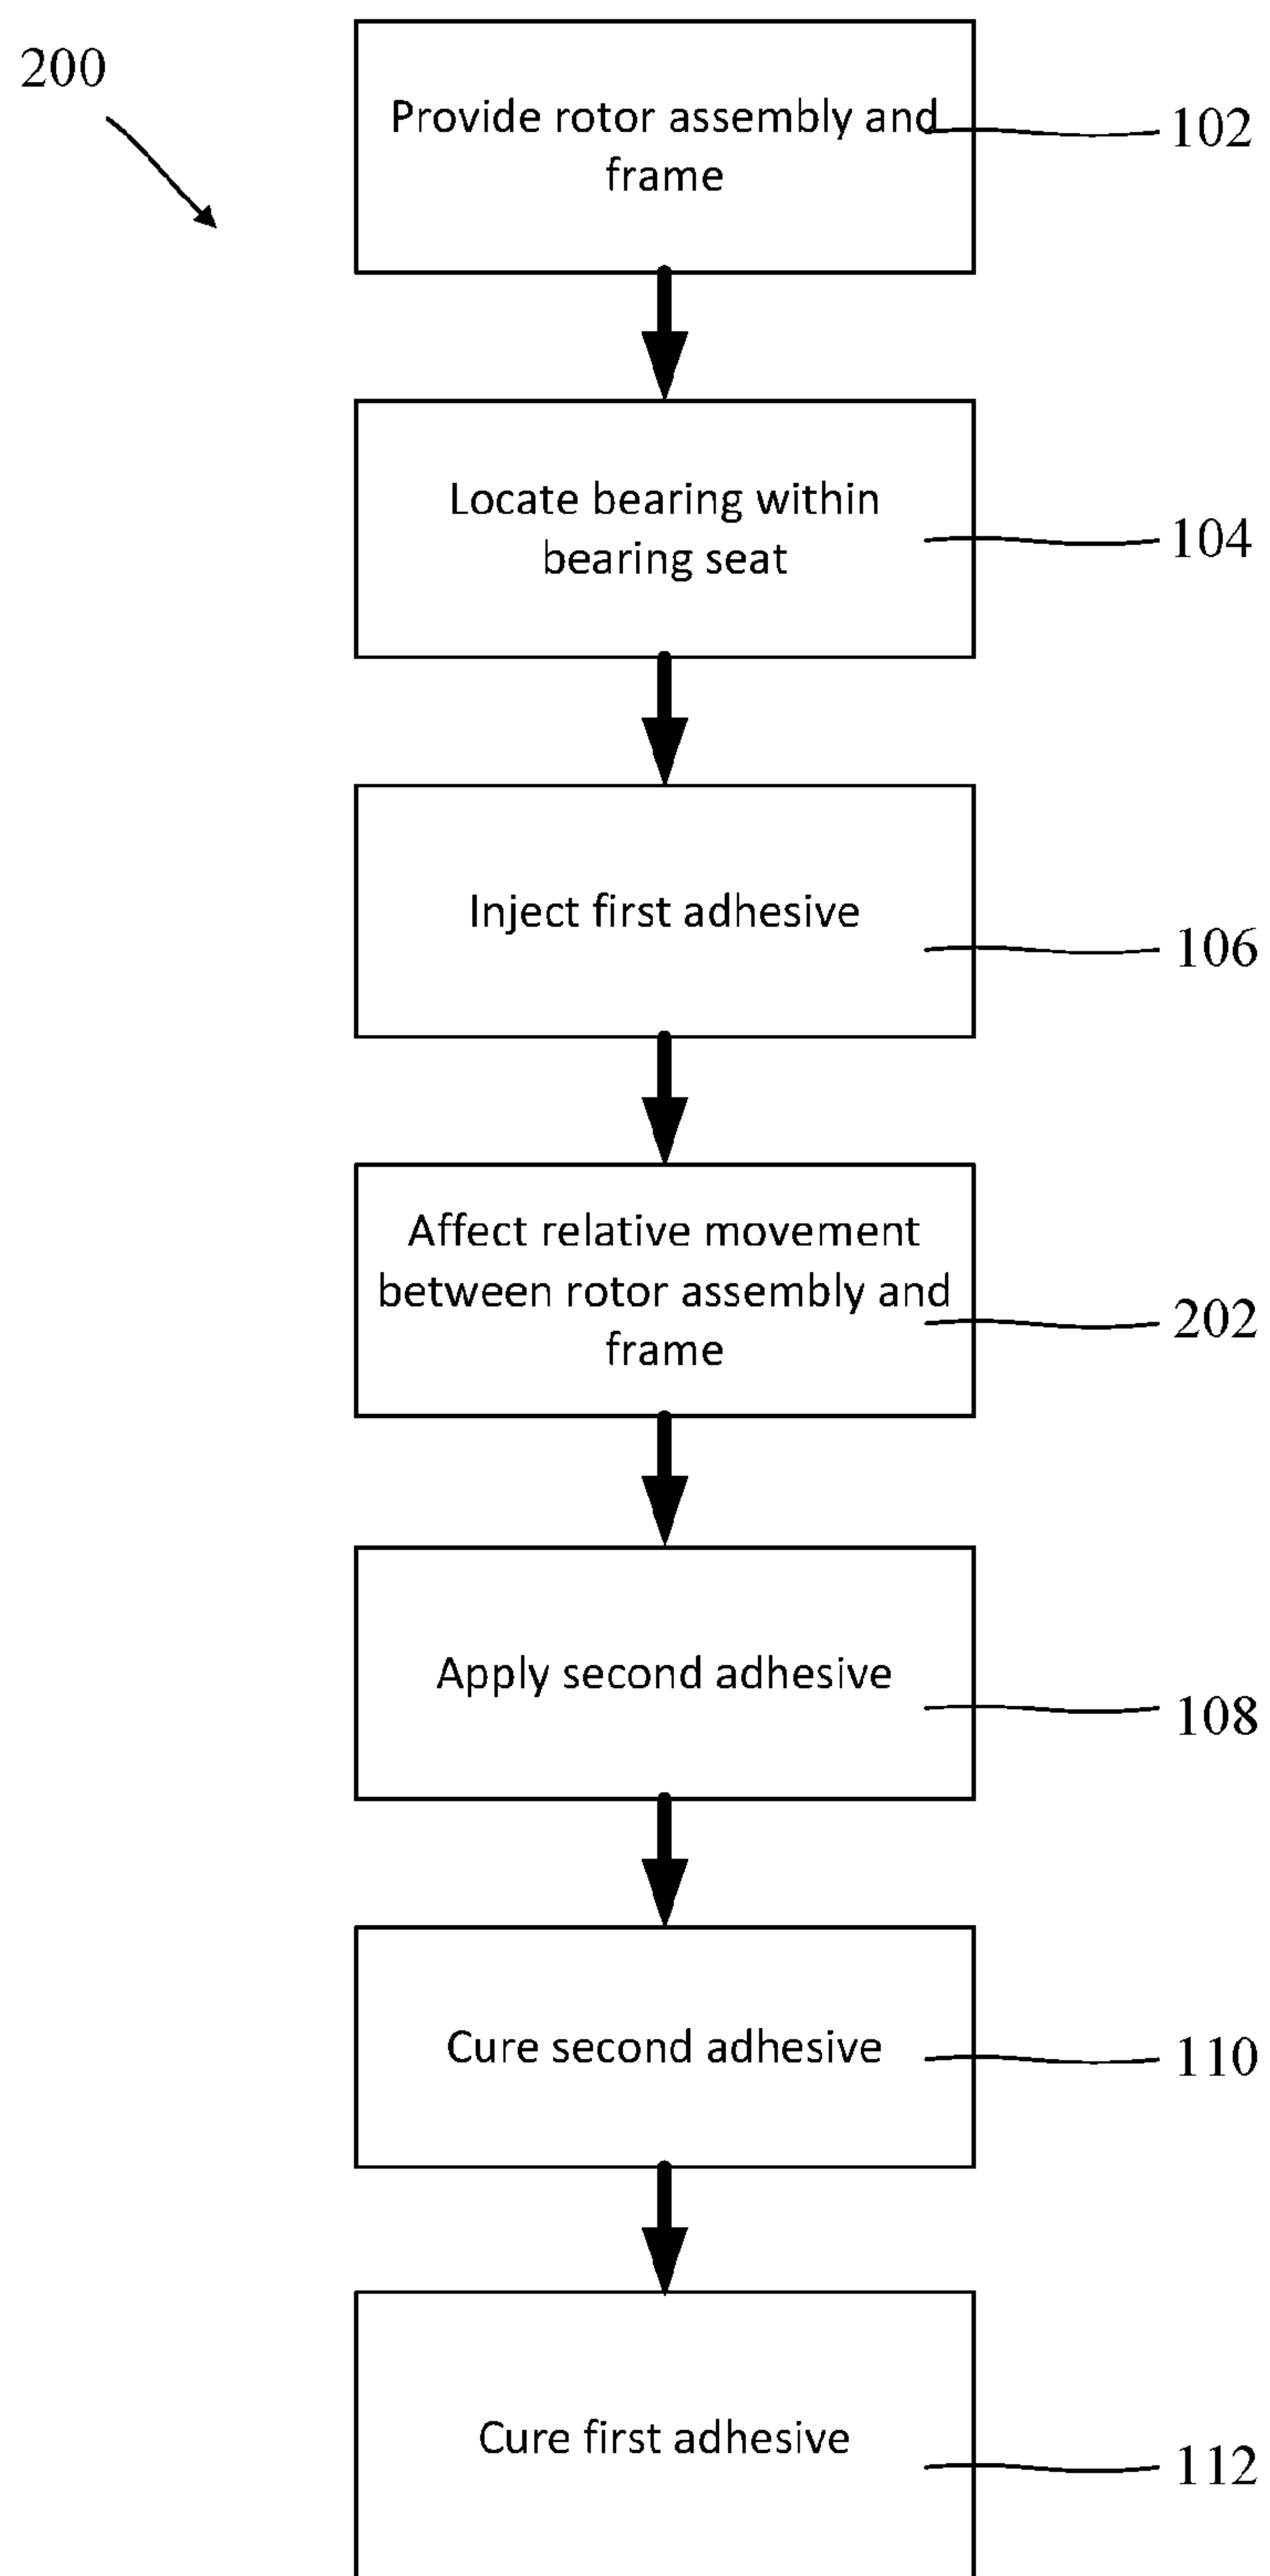 200
Provide rotor assembly and
frame
102
Locate bearing within
bearing seat
104
Inject first adhesive
106
Affect relative movement
between rotor assembly and
frame
202
Apply second adhesive
108
Cure second adhesive
110
Cure first adhesive
112